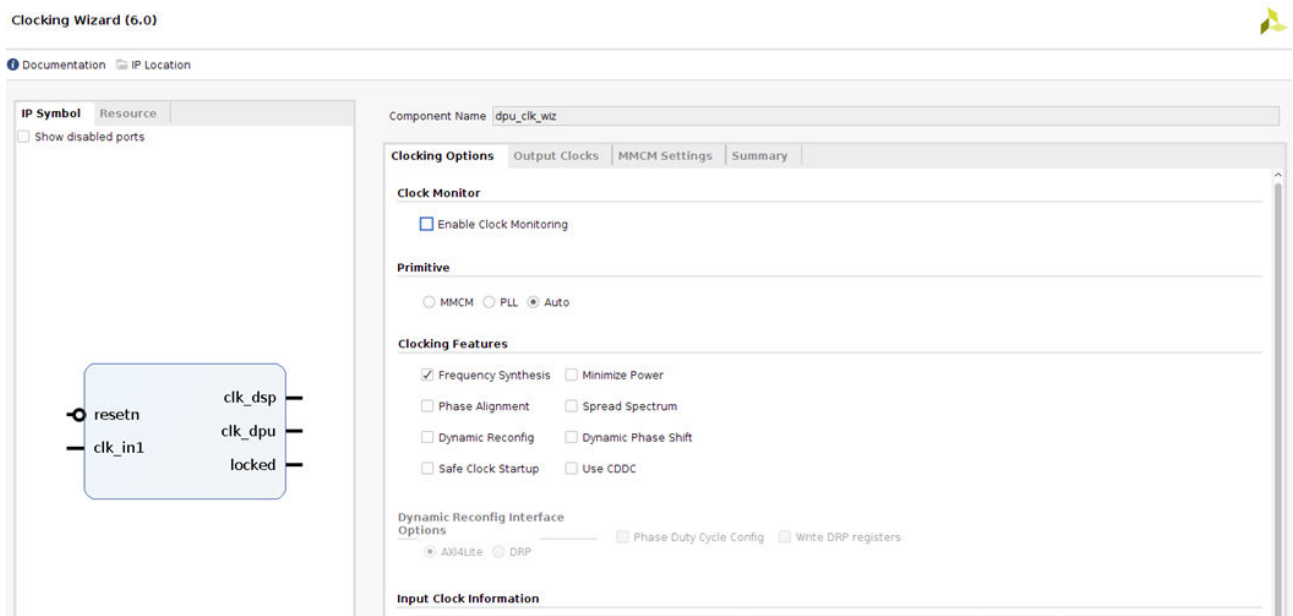 Clocking Wizard (6.0)
Documentation IP Location
IP Symbol Resource
Show disabled ports
resetn
clk_in1
clk_dsp
clk_dpu
locked
Component Name dpu_clk_wiz
Clocking Options Output Clocks MMCM Settings Summary
Clock Monitor
Enable Clock Monitoring
Primitive
MMCM PLL Auto
Clocking Features
Frequency Synthesis Minimize Power
Phase Alignment Spread Spectrum
Dynamic Reconfig Dynamic Phase Shift
Safe Clock Startup Use CDDC
Dynamic Reconfig Interface
Options
Phase Duty Cycle Config Write DRP registers
AXI4Lite DRP
Input Clock Information